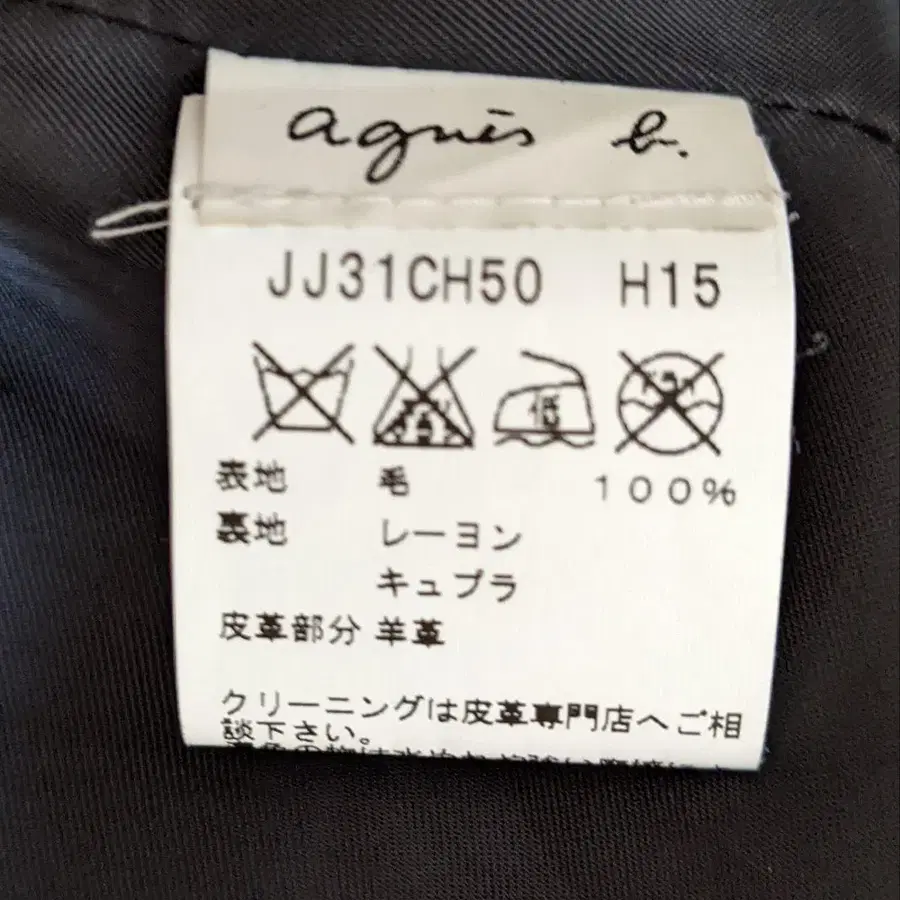 agnès b.
JJ31CH50 H15
低
表地 毛 100%
裏地 レーヨン
キュプラ
皮革部分 羊革
クリーニングは皮革専門店へご相
談下さい。